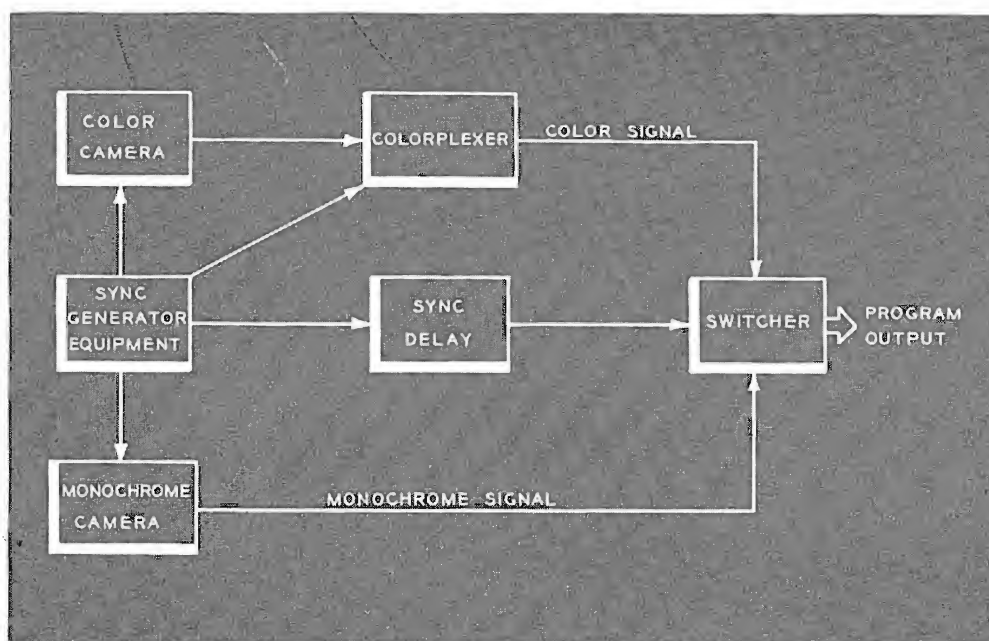 COLOR
CAMERA
COLORPLEXER
COLOR SIGNAL
SYNC
GENERATOR
EQUIPMENT
SYNC
DELAY
SWITCHER
PROGRAM
OUTPUT
MONOCHROME
CAMERA
MONOCHROME SIGNAL